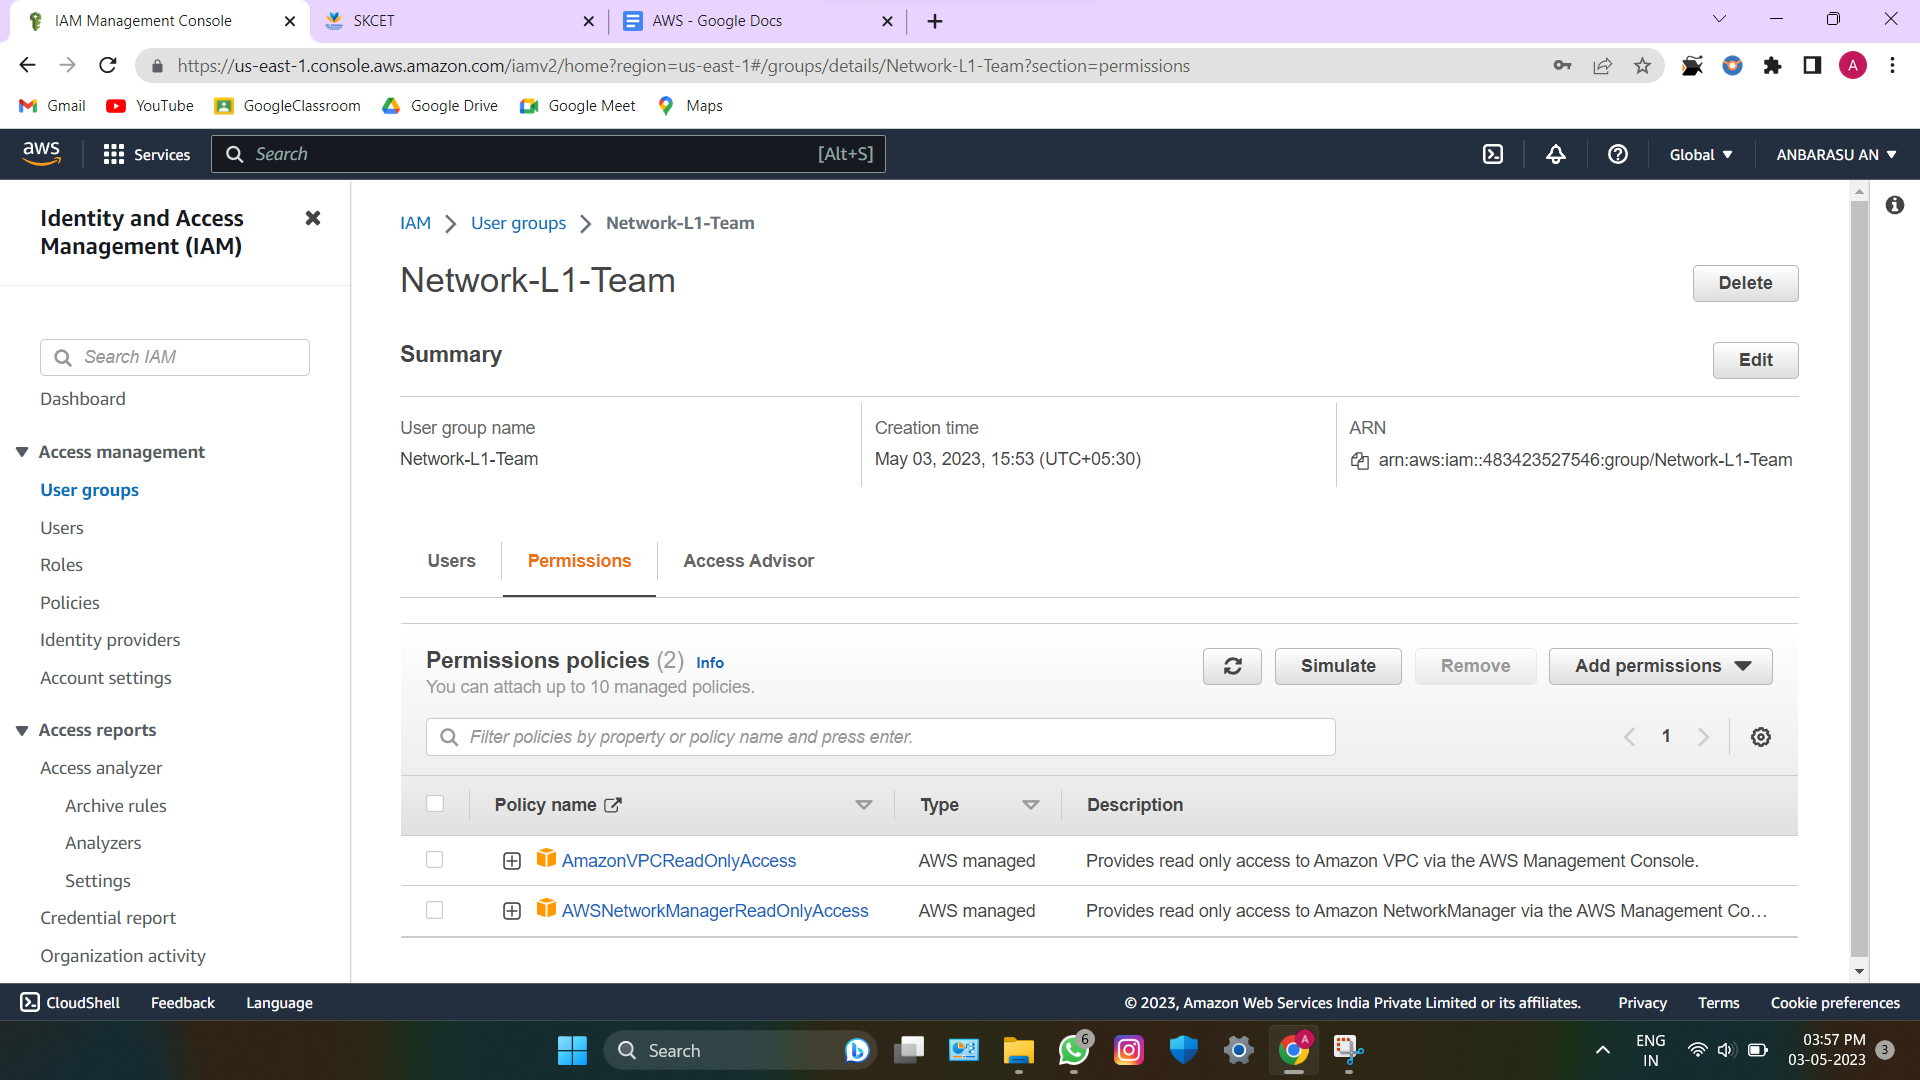 IAM Management Console
SKCET
AWS - Google Docs
https://us-east-1.console.aws.amazon.com/iamv2/home?region=us-east-1#/groups/details/Network-L1-Team?section=permissions
A
Gmail
YouTube
GoogleClassroom
Google Drive
Google Meet
Maps
aws
Services
Search
[Alt+S]
Global
ANBARASU AN
Identity and Access
Management (IAM)
Search IAM
Dashboard
Access management
User groups
Users
Roles
Policies
Identity providers
Account settings
Access reports
Access analyzer
Archive rules
Analyzers
Settings
Credential report
Organization activity
IAM
User groups
Network-L1-Team
Network-L1-Team
Delete
Summary
Edit
User group name
Network-L1-Team
Creation time
May 03, 2023, 15:53 (UTC+05:30)
ARN
arn:aws:iam::483423527546:group/Network-L1-Team
Users
Permissions
Access Advisor
Permissions policies (2) Info
You can attach up to 10 managed policies.
Simulate
Remove
Add permissions
Filter policies by property or policy name and press enter.
1
Policy name
Type
Description
AmazonVPCReadOnlyAccess
AWS managed
Provides read only access to Amazon VPC via the AWS Management Console.
AWSNetworkManagerReadOnlyAccess
AWS managed
Provides read only access to Amazon NetworkManager via the AWS Management Co…
CloudShell
Feedback
Language
© 2023, Amazon Web Services India Private Limited or its affiliates.
Privacy
Terms
Cookie preferences
Search
6
A
ENG
IN
03:57 PM
03-05-2023
3